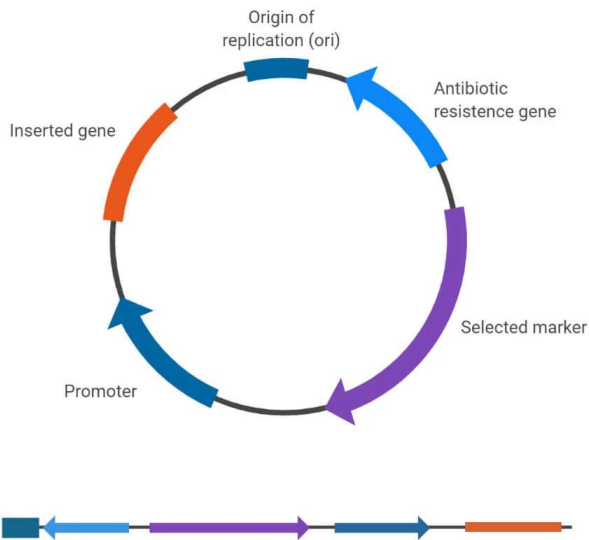 Origin of
replication (ori)
Antibiotic
resistence gene
Inserted gene
Selected marker
Promoter